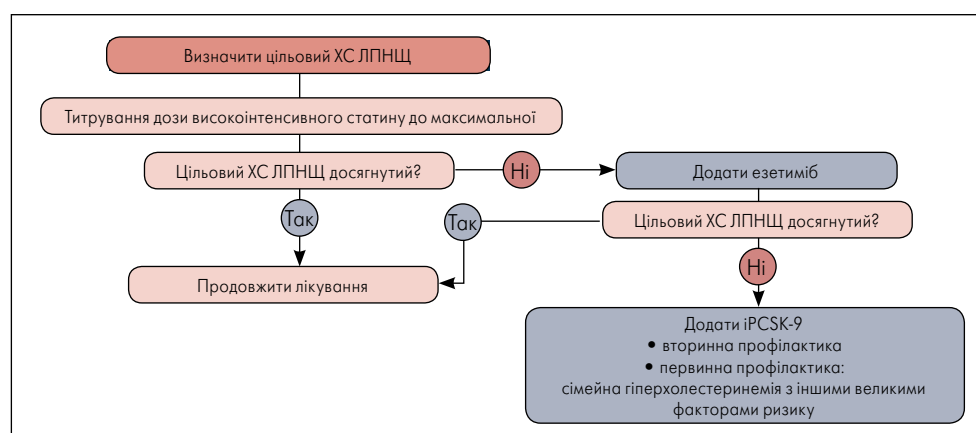 Визначити цільовий ХС ЛПНЩ
Титрування дози високоінтенсивного статину до максимальної
Цільовий ХС ЛПНЩ досягнутий?
Ні
Додати езетиміб
Так
Так
Цільовий ХС ЛПНЩ досягнутий?
Ні
Продовжити лікування
Додати iPCSK-9
• вторинна профілактика
• первинна профілактика:
сімейна гіперхолестеринемія з іншими великими
факторами ризику